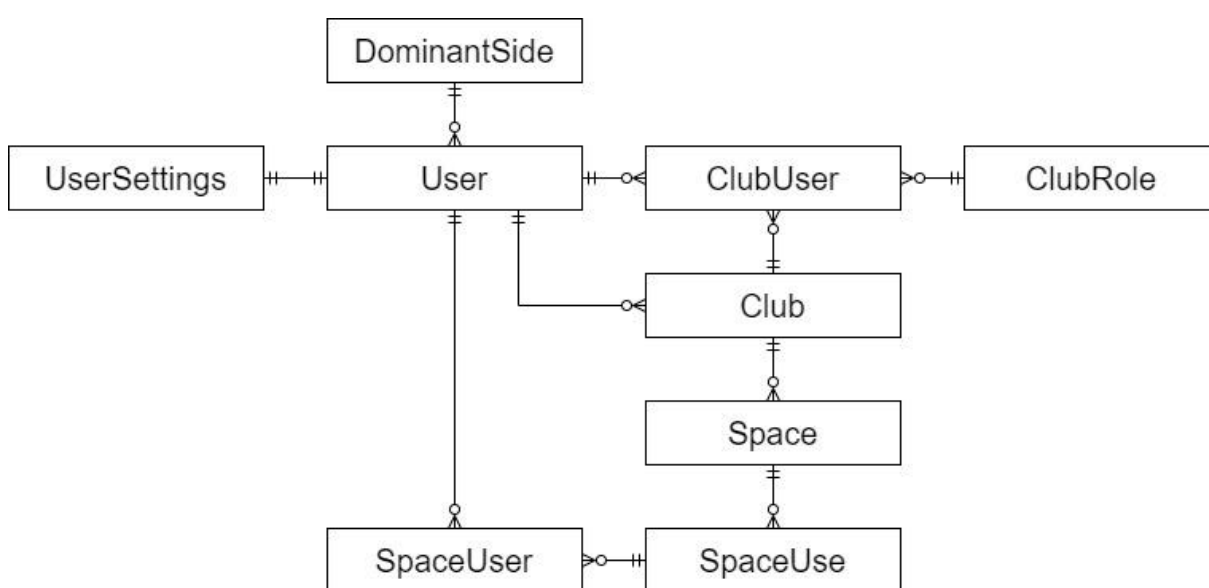 DominantSide
UserSettings
User
ClubUser
ClubRole
Club
Space
SpaceUser
SpaceUse